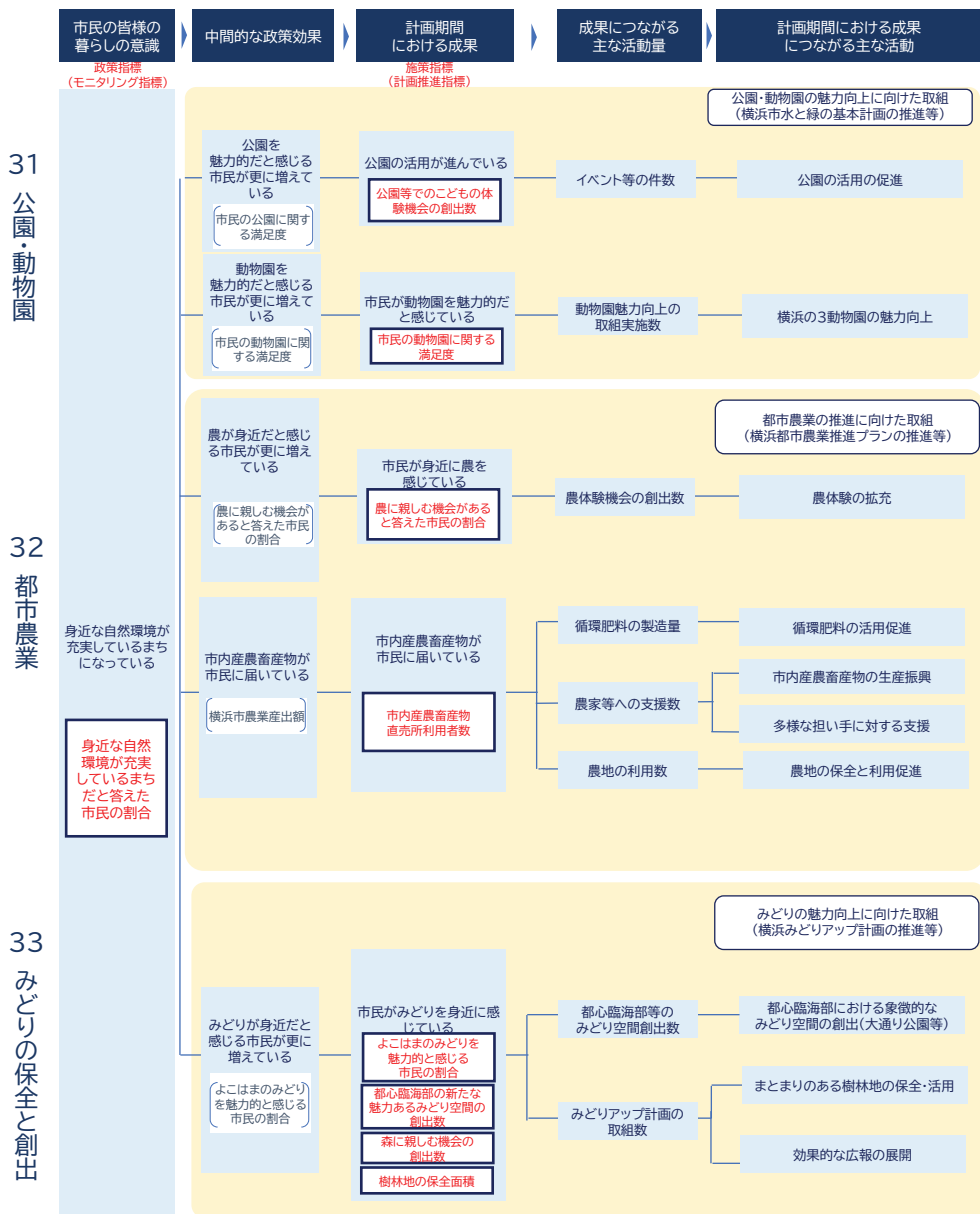 市民の皆様の
暮らしの意識
中間的な政策効果
計画期間
における成果
成果につながる
主な活動量
計画期間における成果
につながる主な活動
政策指標
(モニタリング指標)
施策指標
(計画推進指標)
31 公園・動物園
公園・動物園の魅力向上に向けた取組
(横浜市水と緑の基本計画の推進等)
公園を
魅力的だと感じる
市民が更に増えて
いる
市民の公園に関す
る満足度
公園の活用が進んでいる
公園等でのこどもの体
験機会の創出数
イベント等の件数
公園の活用の促進
動物園を
魅力的だと感じる
市民が更に増えて
いる
市民の動物園に関
する満足度
市民が動物園を魅力的だ
と感じている
市民の動物園に関する
満足度
動物園魅力向上の
取組実施数
横浜の3動物園の魅力向上
32 都市農業
都市農業の推進に向けた取組
(横浜都市農業推進プランの推進等)
農が身近だと感じ
る市民が更に増え
ている
農に親しむ機会が
あると答えた市民
の割合
市民が身近に農を
感じている
農に親しむ機会がある
と答えた市民の割合
農体験機会の創出数
農体験の拡充
身近な自然環境が
充実しているまち
になっている
身近な自然
環境が充実
しているまち
だと答えた
市民の割合
市内産農畜産物が
市民に届いている
横浜市農業産出額
市内産農畜産物が
市民に届いている
市内産農畜産物
直売所利用者数
循環肥料の製造量
循環肥料の活用促進
農家等への支援数
市内産農畜産物の生産振興
多様な担い手に対する支援
農地の利用数
農地の保全と利用促進
33 みどりの保全と創出
みどりの魅力向上に向けた取組
(横浜みどりアップ計画の推進等)
みどりが身近だと
感じる市民が更に
増えている
よこはまのみどり
を魅力的と感じる
市民の割合
市民がみどりを身近に感
じている
よこはまのみどりを
魅力的と感じる
市民の割合
都心臨海部の新たな
魅力あるみどり空間の
創出数
森に親しむ機会の
創出数
樹林地の保全面積
都心臨海部等の
みどり空間創出数
都心臨海部における象徴的な
みどり空間の創出(大通り公園等)
みどりアップ計画の
取組数
まとまりのある樹林地の保全・活用
効果的な広報の展開